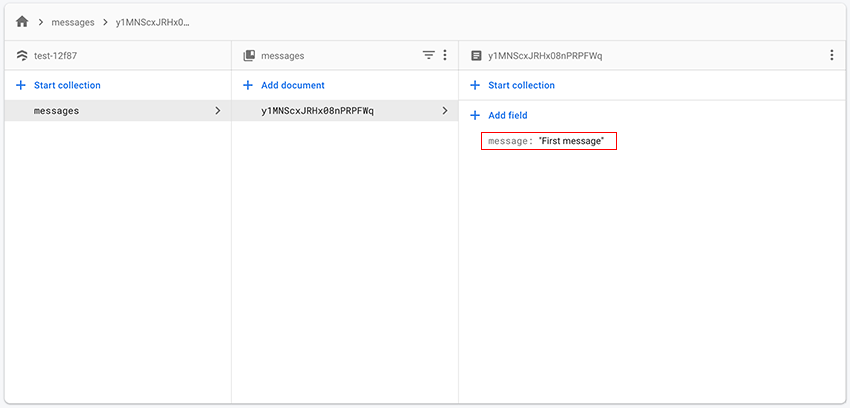 messages y1MNScxJRHx0...
test-12f87 messages y1MNScxJRHx08nPRPFWq
Start collection Add document Start collection
messages y1MNScxJRHx08nPRPFWq
Add field
message: "First message"